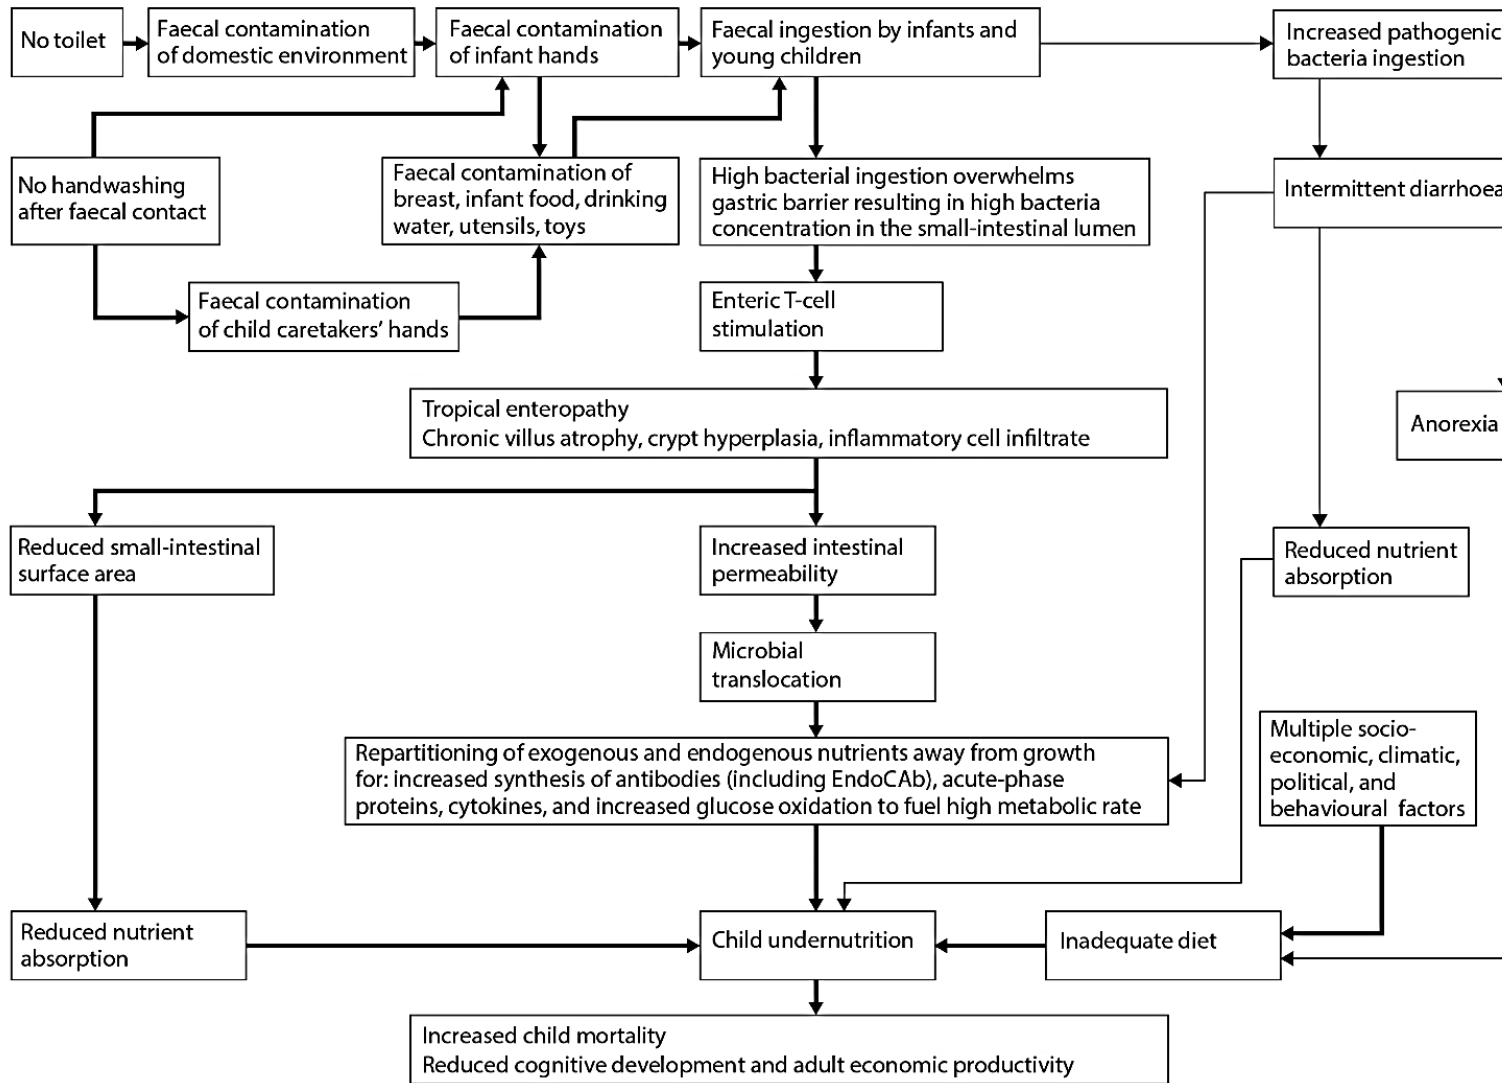 No toilet
Faecal contamination
of domestic environment
Faecal contamination
of infant hands
Faecal ingestion by infants and
young children
Increased pathogenic
bacteria ingestion
No handwashing
after faecal contact
Faecal contamination of
breast, infant food, drinking
water, utensils, toys
High bacterial ingestion overwhelms
gastric barrier resulting in high bacteria
concentration in the small-intestinal lumen
Intermittent diarrhoea
Faecal contamination
of child caretakers’ hands
Enteric T-cell
stimulation
Tropical enteropathy
Chronic villus atrophy, crypt hyperplasia, inflammatory cell infiltrate
Anorexia
Reduced small-intestinal
surface area
Increased intestinal
permeability
Reduced nutrient
absorption
Microbial
translocation
Repartitioning of exogenous and endogenous nutrients away from growth
for: increased synthesis of antibodies (including EndoCAb), acute-phase
proteins, cytokines, and increased glucose oxidation to fuel high metabolic rate
Multiple socio-
economic, climatic,
political, and
behavioural factors
Reduced nutrient
absorption
Child undernutrition
Inadequate diet
Increased child mortality
Reduced cognitive development and adult economic productivity